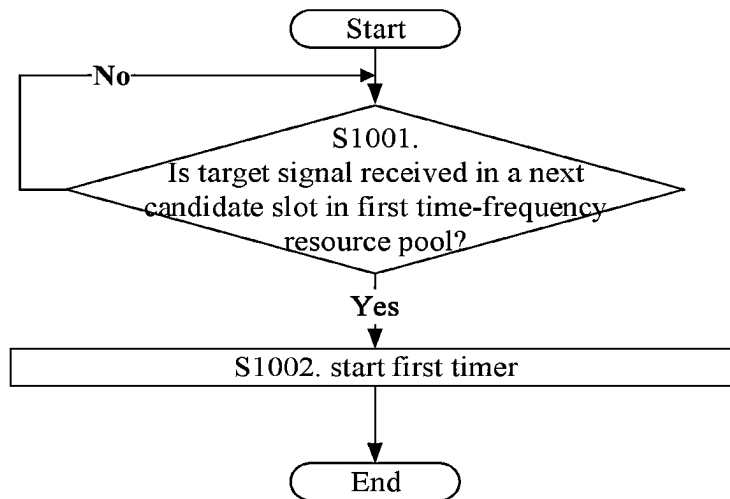 Start
No
S1001.
Is target signal received in a next
candidate slot in first time-frequency
resource pool?
Yes
S1002. start first timer
End